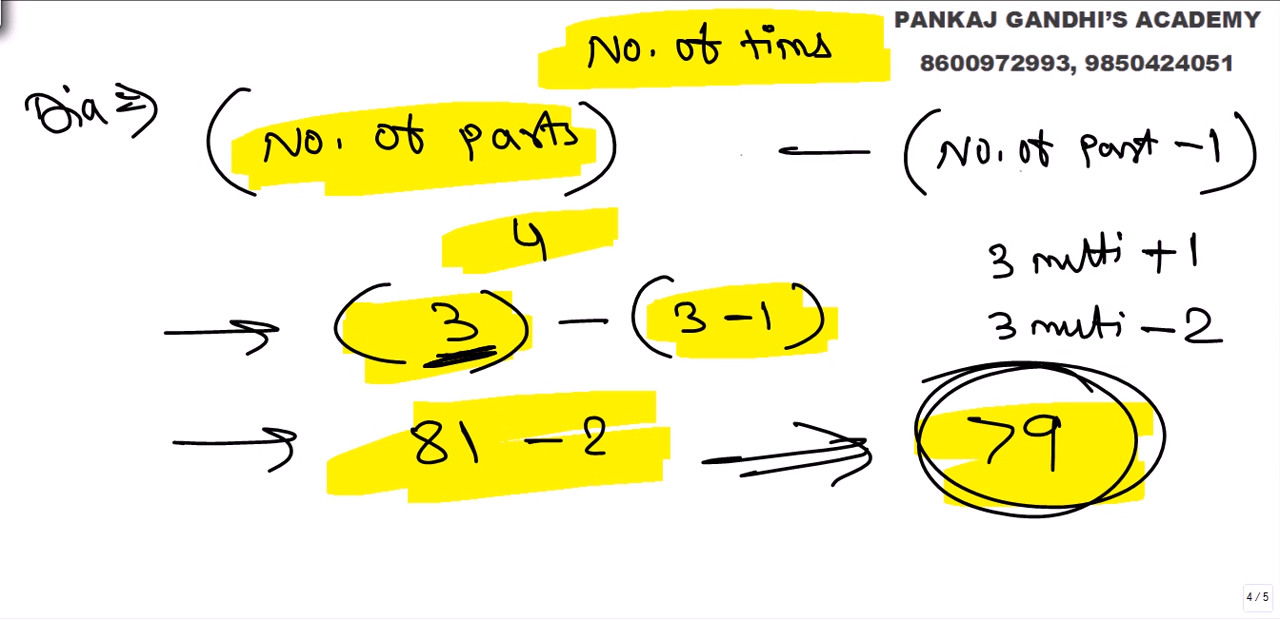 PANKAJ GANDHI'S ACADEMY
8600972993, 9850424051
No. of tims
Dia ⇒ (No. of parts) — (No. of part - 1)
4
3 multi + 1
→ (3) - (3 - 1)
3 muti - 2
→ 81 - 2 ⇒ 79
4 / 5